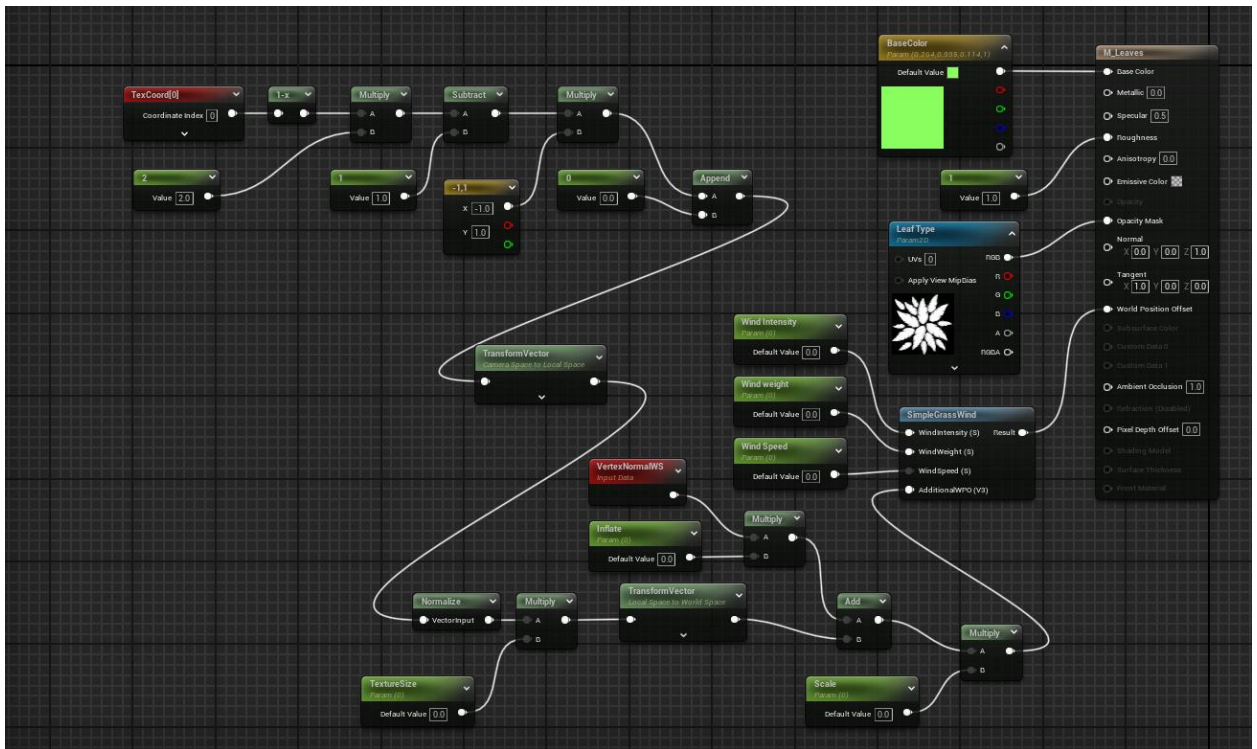 TexCoord[0]
Coordinate Index 0
1-x
Multiply
A
B
Subtract
A
B
Multiply
A
B
2
Value 2.0
1
Value 1.0
-1,1
X -1.0
Y 1.0
0
Value 0.0
Append
A
B
BaseColor
Param (0.264,0.995,0.114,1)
Default Value
M_Leaves
Base Color
Metallic 0.0
Specular 0.5
Roughness
Anisotropy 0.0
Emissive Color
Opacity
Opacity Mask
Normal
X 0.0 Y 0.0 Z 1.0
Tangent
X 1.0 Y 0.0 Z 0.0
World Position Offset
Subsurface Color
Custom Data 0
Custom Data 1
Ambient Occlusion 1.0
Refraction (Disabled)
Pixel Depth Offset 0.0
Shading Model
Surface Thickness
Front Material
1
Value 1.0
Leaf Type
Param2D
UVs 0
RGB
Apply View MipBias
R
G
B
A
RGBA
TransformVector
Camera Space to Local Space
Wind Intensity
Param (0)
Default Value 0.0
Wind weight
Param (0)
Default Value 0.0
Wind Speed
Param (0)
Default Value 0.0
SimpleGrassWind
WindIntensity (S) Result
WindWeight (S)
WindSpeed (S)
AdditionalWPO (V3)
VertexNormalWS
Input Data
Inflate
Param (0)
Default Value 0.0
Multiply
A
B
Normalize
VectorInput
Multiply
A
B
TransformVector
Local Space to World Space
Add
A
B
Multiply
A
B
TextureSize
Param (0)
Default Value 0.0
Scale
Param (0)
Default Value 0.0